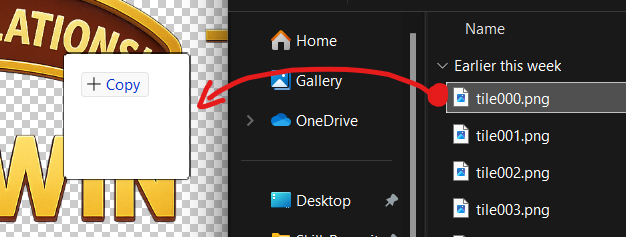 LATIONS
WIN
+ Copy
Home
Gallery
OneDrive
Desktop
Name
Earlier this week
tile000.png
tile001.png
tile002.png
tile003.png